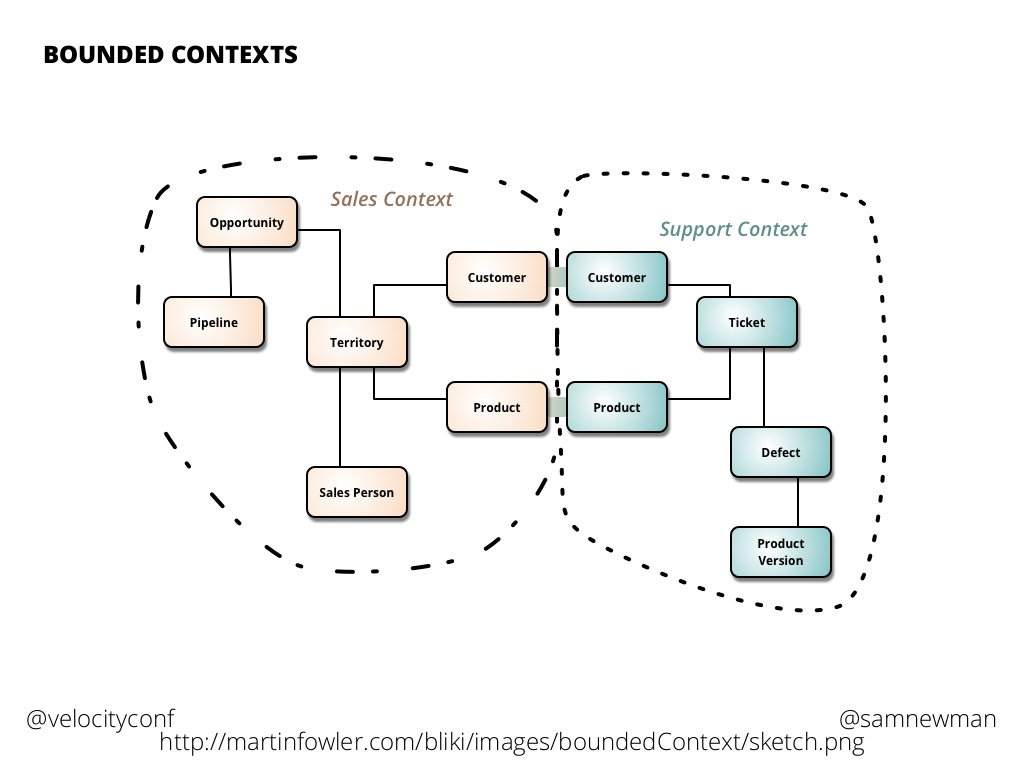 BOUNDED CONTEXTS
Sales Context
Opportunity
Pipeline
Territory
Customer
Product
Sales Person
Support Context
Customer
Ticket
Product
Defect
Product
Version
@velocityconf
@samnewman
http://martinfowler.com/bliki/images/boundedContext/sketch.png